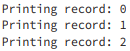 Printing record: 0
Printing record: 1
Printing record: 2